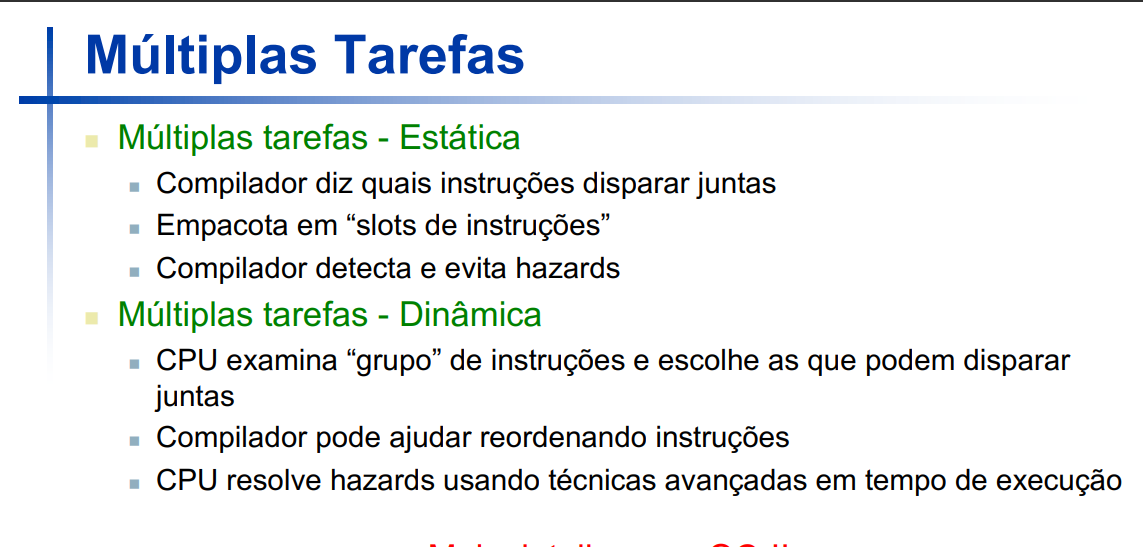 Múltiplas Tarefas
Múltiplas tarefas - Estática
Compilador diz quais instruções disparar juntas
Empacota em “slots de instruções”
Compilador detecta e evita hazards
Múltiplas tarefas - Dinâmica
CPU examina “grupo” de instruções e escolhe as que podem disparar
juntas
Compilador pode ajudar reordenando instruções
CPU resolve hazards usando técnicas avançadas em tempo de execução